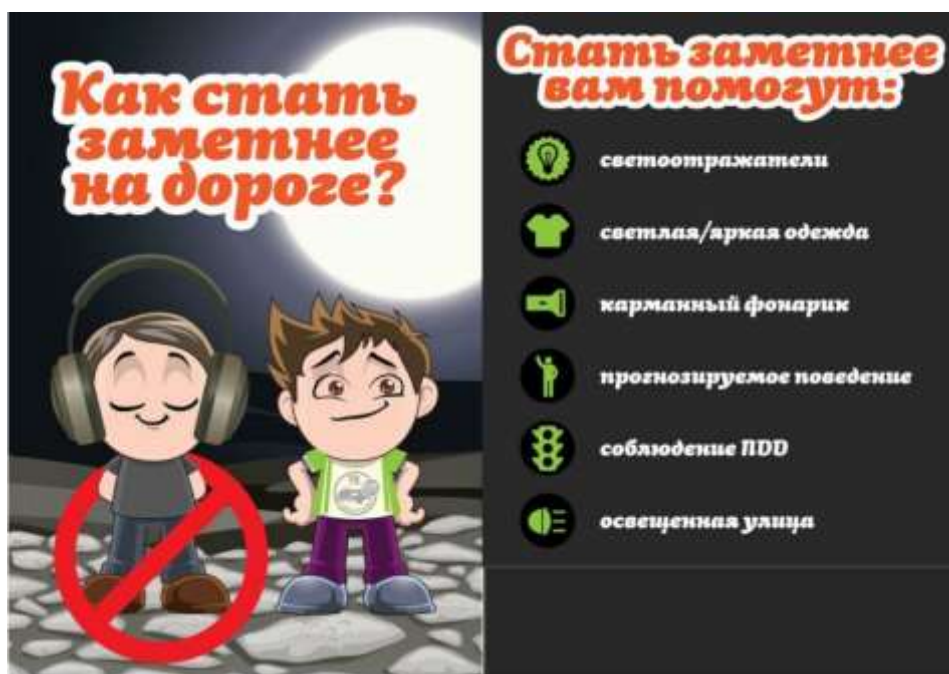 Как стать
заметнее
на дороге?
Стать заметнее
вам помогут:
светоотражатели
светлая/яркая одежда
карманный фонарик
прогнозируемое поведение
соблюдение ПДД
освещенная улица